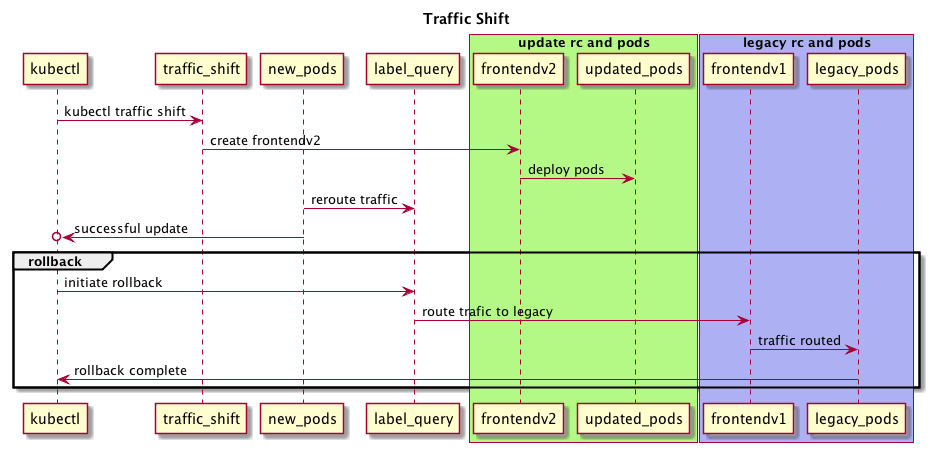 Traffic Shift
update rc and pods
legacy rc and pods
kubectl
traffic_shift
new_pods
label_query
frontendv2
updated_pods
frontendv1
legacy_pods
kubectl traffic shift
create frontendv2
deploy pods
reroute traffic
successful update
rollback
initiate rollback
route trafic to legacy
traffic routed
rollback complete
kubectl
traffic_shift
new_pods
label_query
frontendv2
updated_pods
frontendv1
legacy_pods